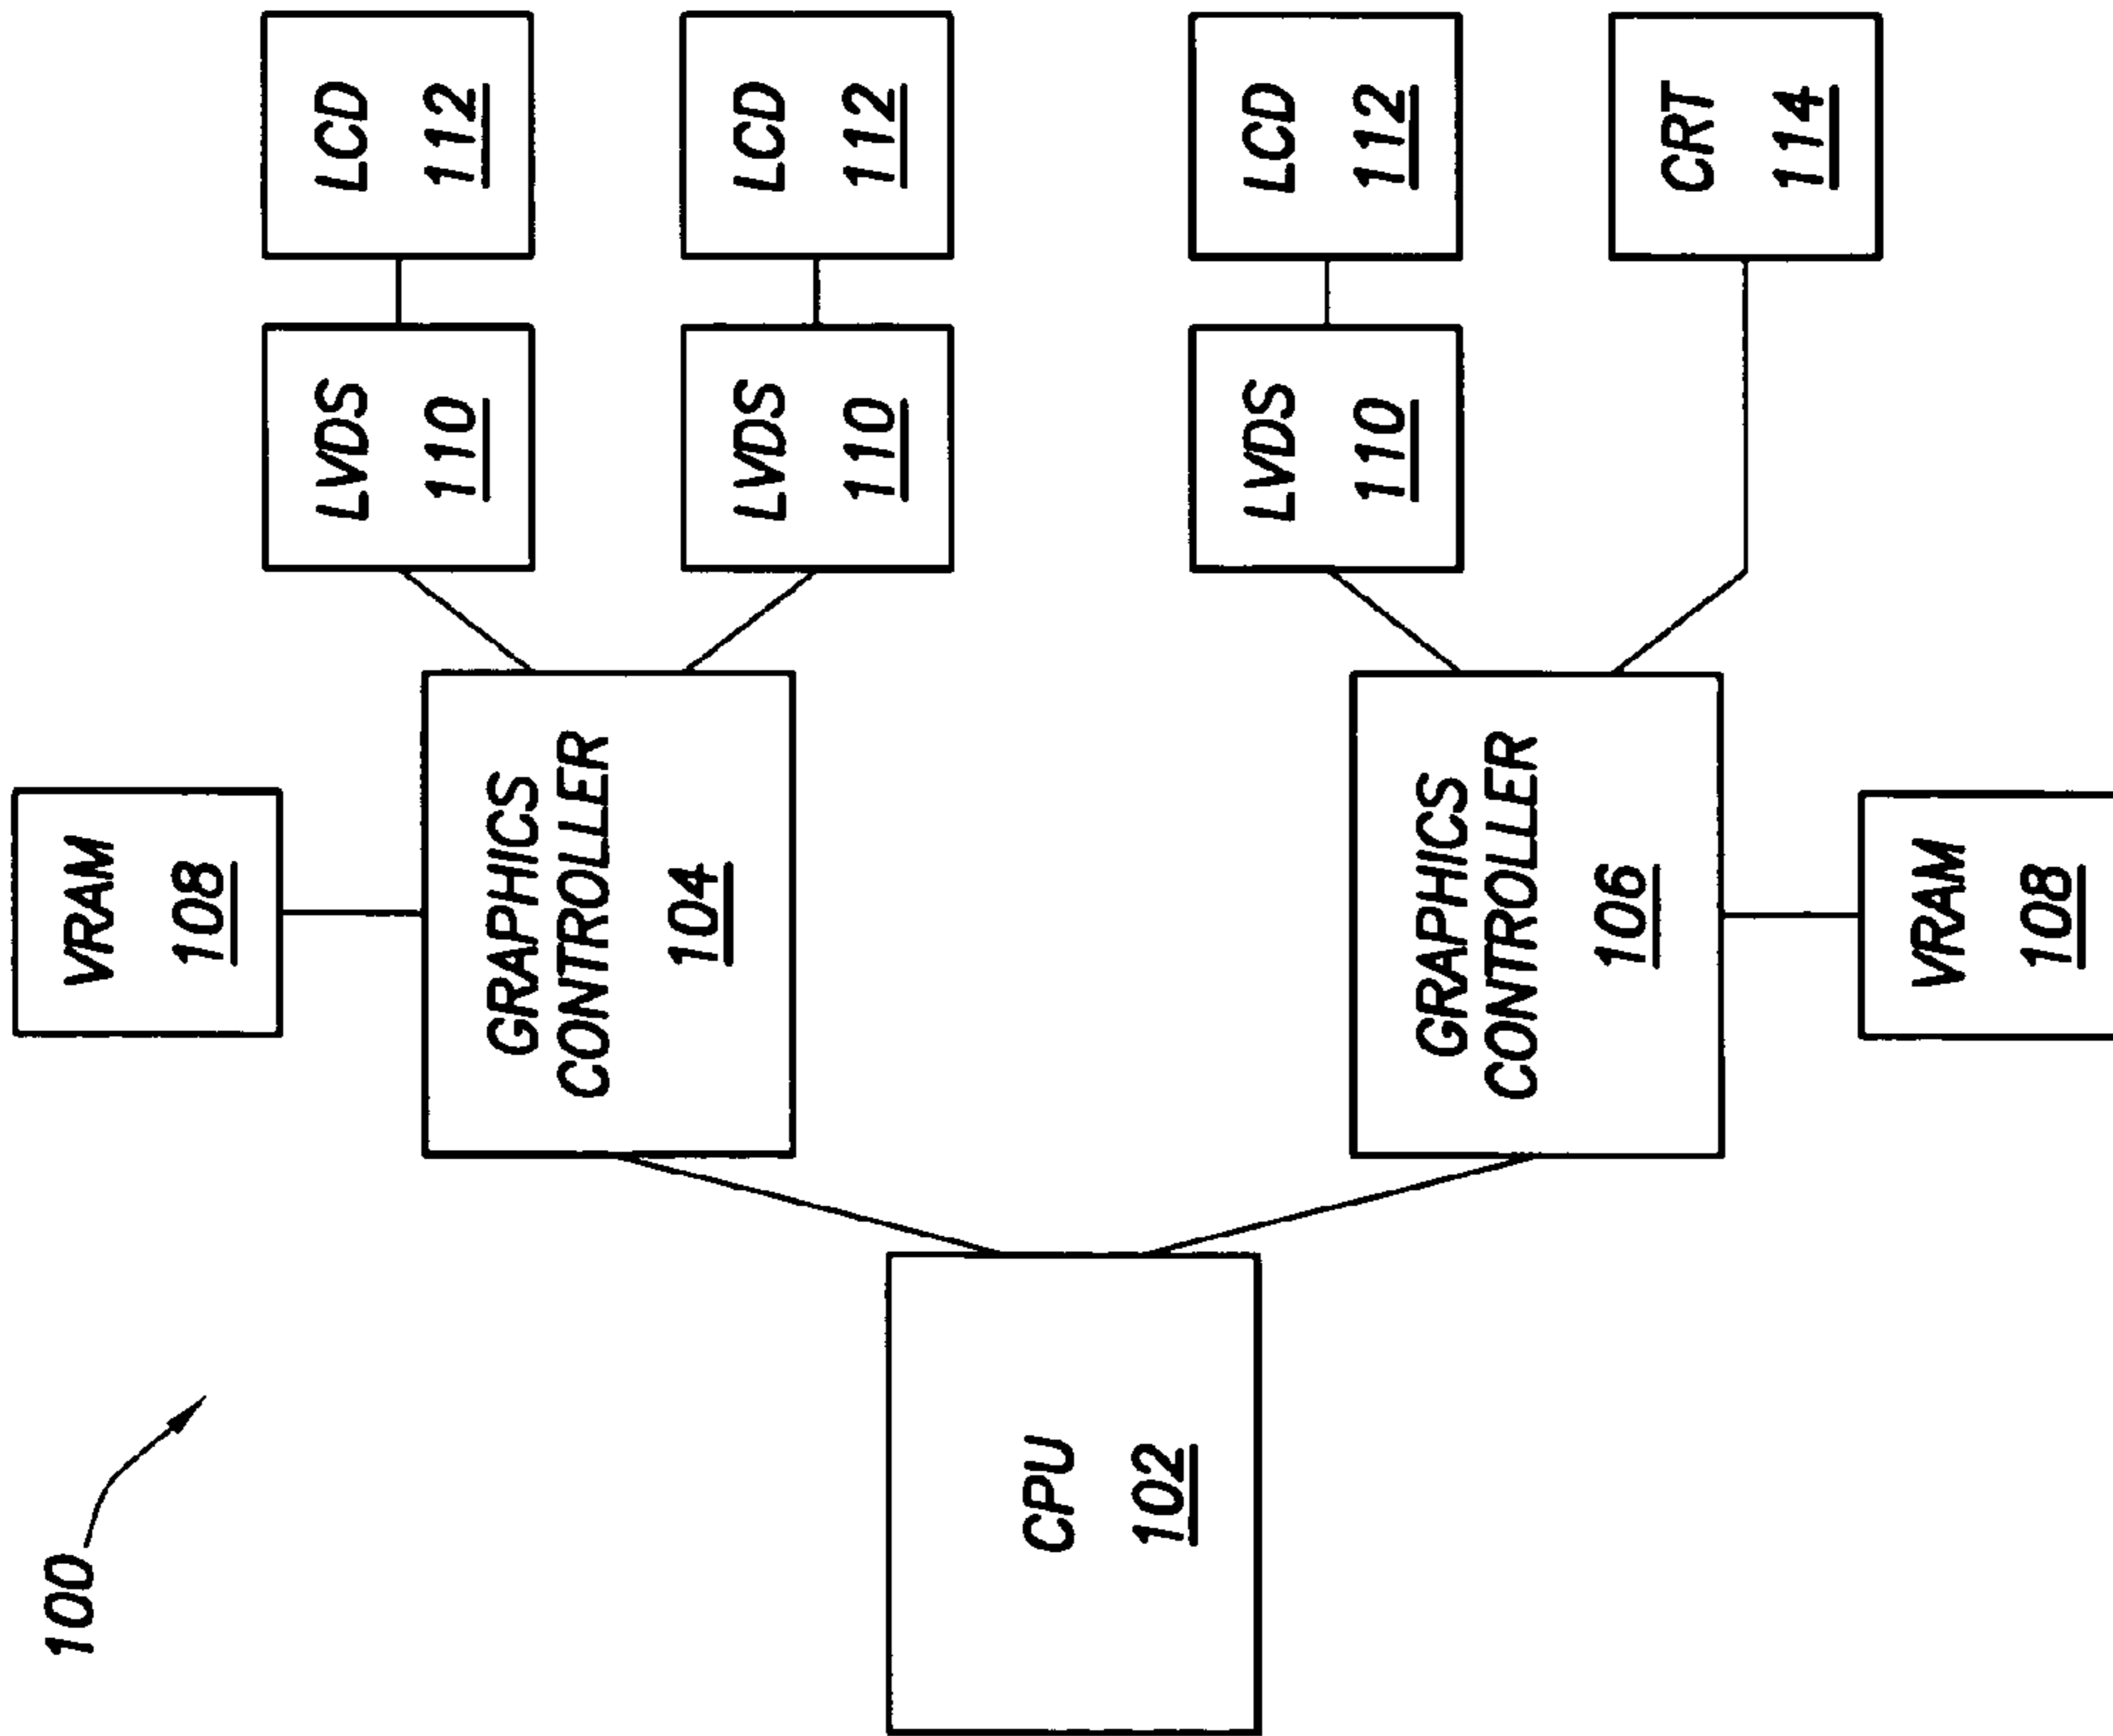 100
CPU
102
VRAM
108
GRAPHICS
CONTROLLER
104
GRAPHICS
CONTROLLER
106
VRAM
108
LVDS
110
LVDS
110
LVDS
110
LCD
112
LCD
112
LCD
112
CRT
114